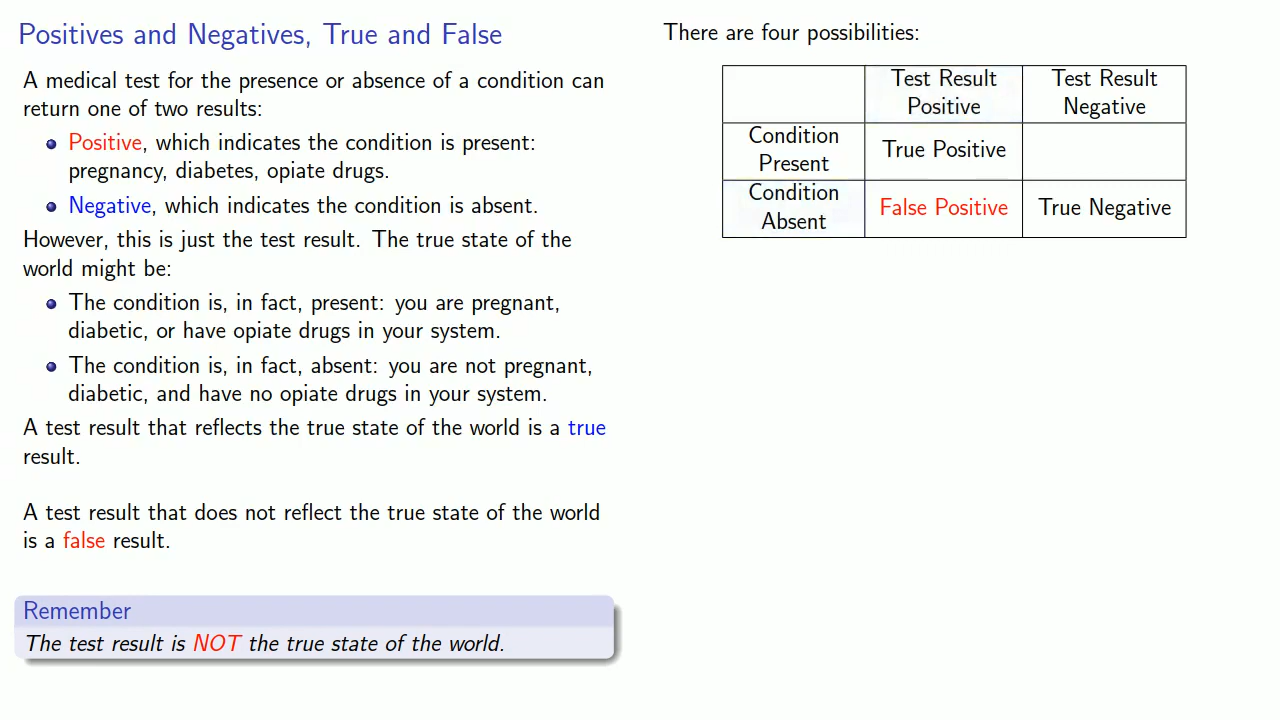 Positives and Negatives, True and False
A medical test for the presence or absence of a condition can
return one of two results:
Positive, which indicates the condition is present:
pregnancy, diabetes, opiate drugs.
Negative, which indicates the condition is absent.
However, this is just the test result. The true state of the
world might be:
The condition is, in fact, present: you are pregnant,
diabetic, or have opiate drugs in your system.
The condition is, in fact, absent: you are not pregnant,
diabetic, and have no opiate drugs in your system.
A test result that reflects the true state of the world is a true
result.
A test result that does not reflect the true state of the world
is a false result.
Remember
The test result is NOT the true state of the world.
There are four possibilities:
Test Result
Positive
Test Result
Negative
Condition
Present
True Positive
Condition
Absent
False Positive
True Negative